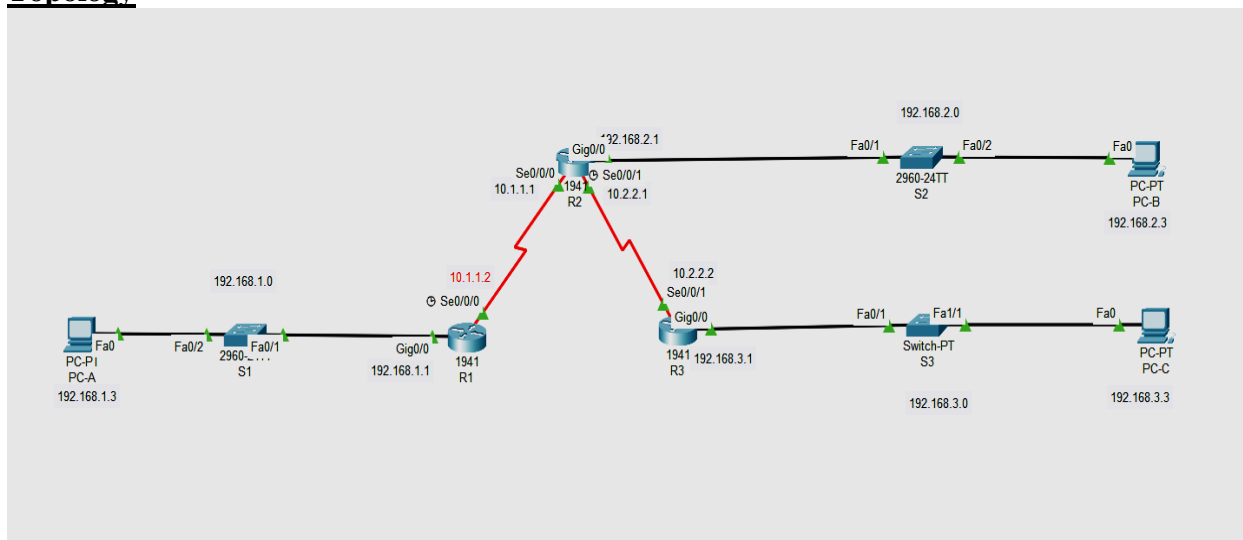 Topology
192.168.2.0
192.168.2.1
Gig0/0
Fa0/1
Fa0/2
Fa0
Se0/0/0
Se0/0/1
10.1.1.1
1941
10.2.2.1
R2
2960-24TT
S2
PC-PT
PC-B
192.168.2.3
10.1.1.2
10.2.2.2
192.168.1.0
Se0/0/0
Se0/0/1
Gig0/0
Fa0/1
Fa1/1
Fa0
Fa0
Fa0/2
Fa0/1
Gig0/0
S1
192.168.1.1
1941
R1
1941
R3
192.168.3.1
Switch-PT
S3
PC-PT
PC-C
PC-A
192.168.1.3
192.168.3.0
192.168.3.3